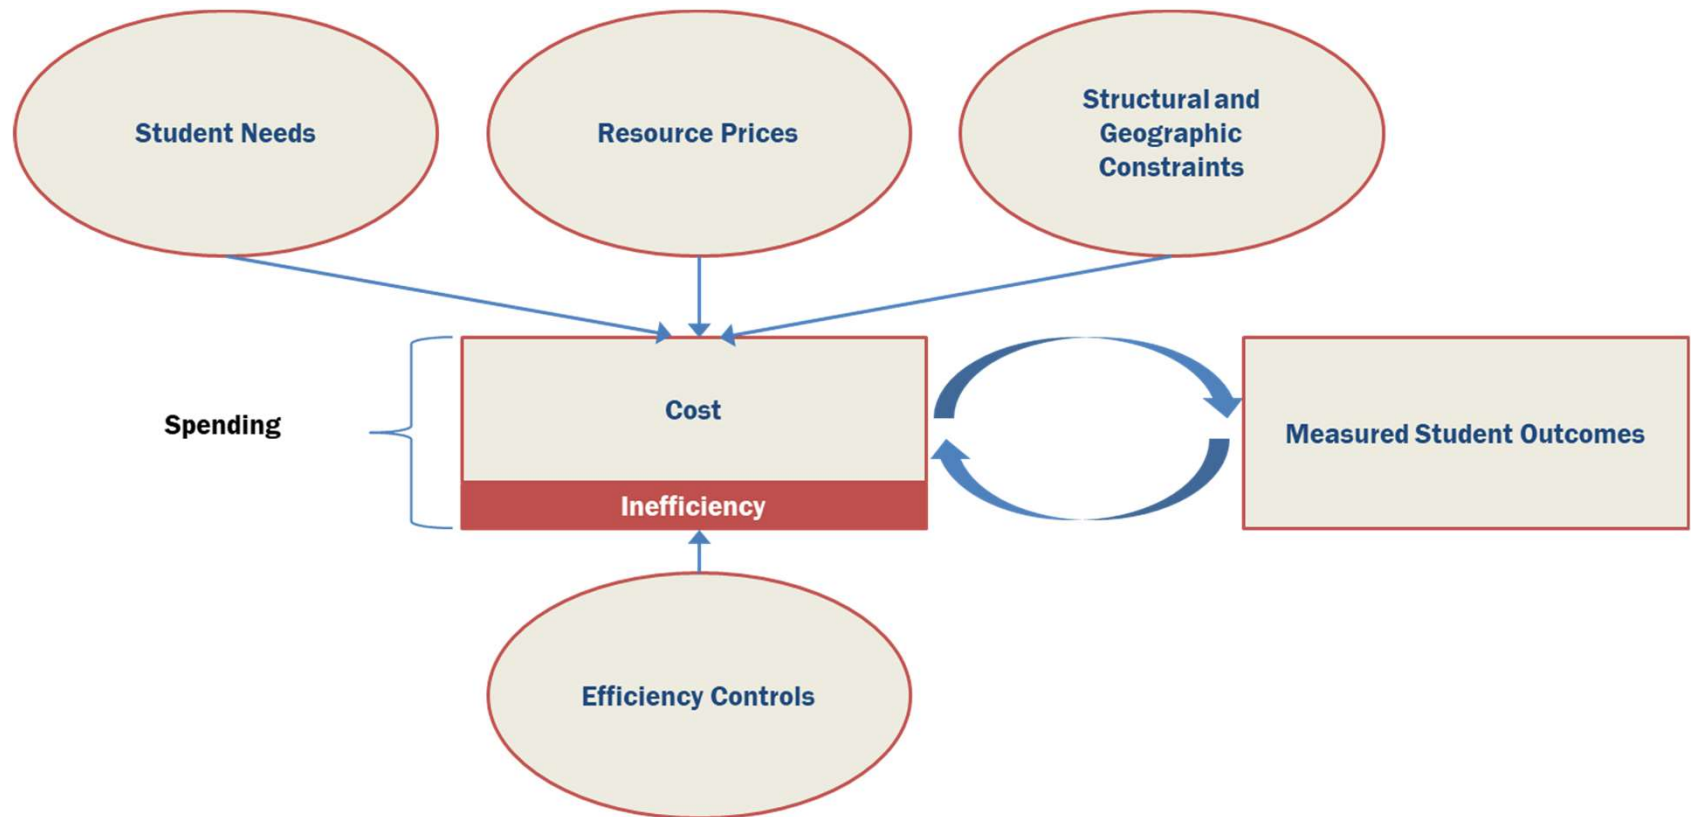 Student Needs
Resource Prices
Structural and
Geographic
Constraints
Spending
Cost
Inefficiency
Measured Student Outcomes
Efficiency Controls